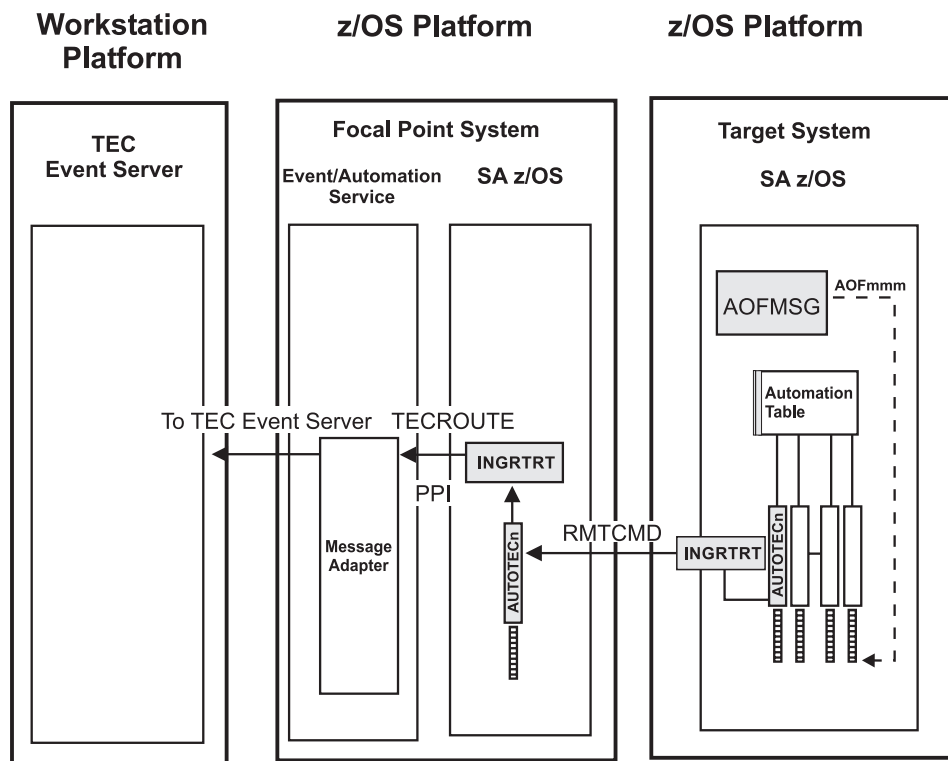 Workstation
Platform
z/OS Platform
z/OS Platform
TEC
Event Server
Focal Point System
Event/Automation
Service
SA z/OS
Target System
SA z/OS
AOFMSG
AOFmmm
Automation
Table
To TEC Event Server
TECROUTE
INGRTRT
PPI
Message
Adapter
AUTOTECn
RMTCMD
INGRTRT
AUTOTECn